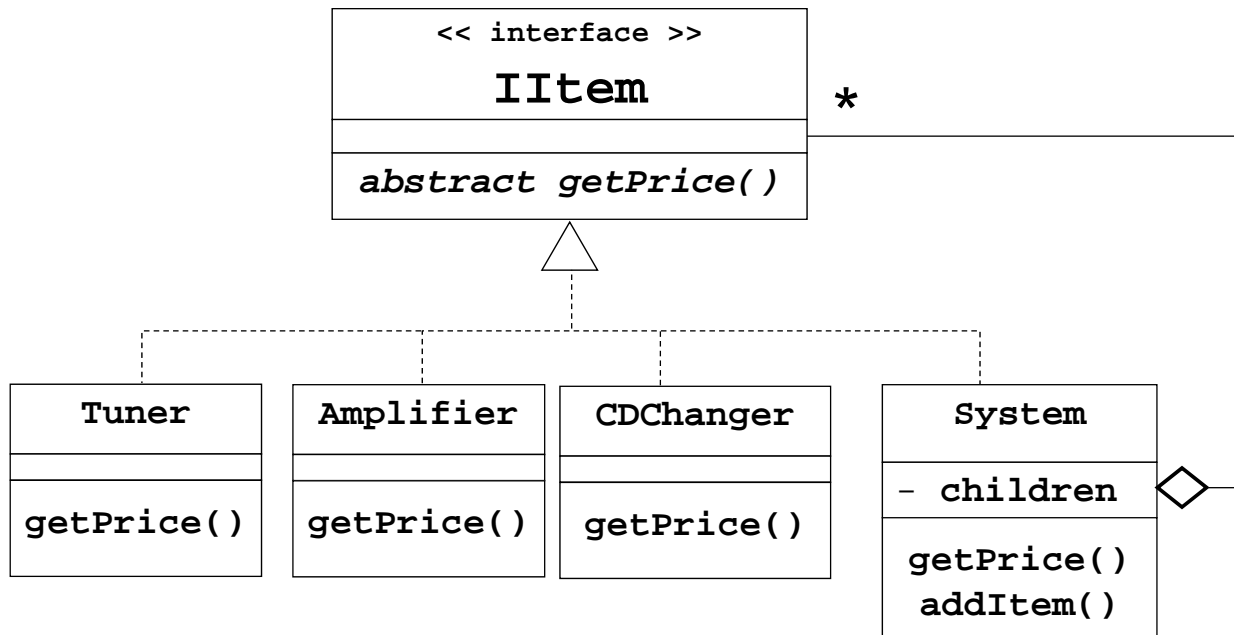 << interface >>
IItem
*
abstract getPrice()
Tuner
getPrice()
Amplifier
getPrice()
CDChanger
getPrice()
System
- children
getPrice()
addItem()